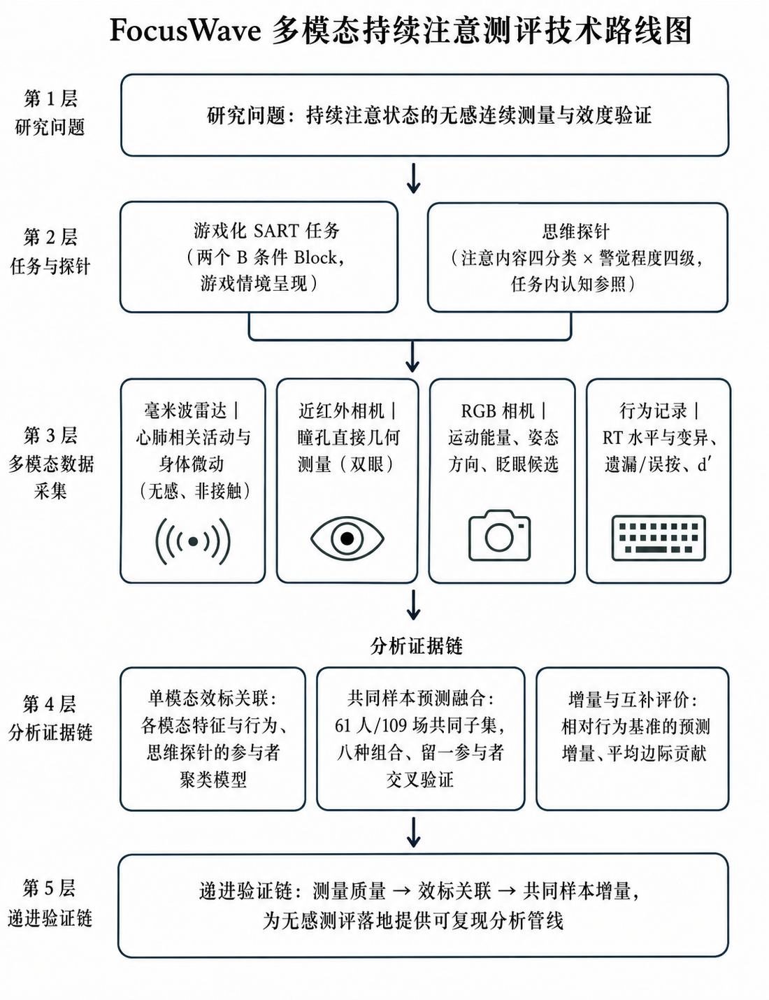 FocusWave 多模态持续注意测评技术路线图
第 1 层
研究问题
研究问题：持续注意状态的无感连续测量与效度验证
第 2 层
任务与探针
游戏化 SART 任务
（两个 B 条件 Block，
游戏情境呈现）
思维探针
（注意内容四分类 × 警觉程度四级，
任务内认知参照）
第 3 层
多模态数据
采集
毫米波雷达｜
心肺相关活动与
身体微动
（无感、非接触）
近红外相机｜
瞳孔直接几何
测量（双眼）
RGB 相机｜
运动能量、姿态
方向、眨眼候选
行为记录｜
RT 水平与变异、
遗漏/误按、d′
分析证据链
第 4 层
分析证据链
单模态效标关联：
各模态特征与行为、
思维探针的参与者
聚类模型
共同样本预测融合：
61 人/109 场共同子集，
八种组合、留一参与者
交叉验证
增量与互补评价：
相对行为基准的预测
增量、平均边际贡献
第 5 层
递进验证链
递进验证链：测量质量 → 效标关联 → 共同样本增量，
为无感测评落地提供可复现分析管线